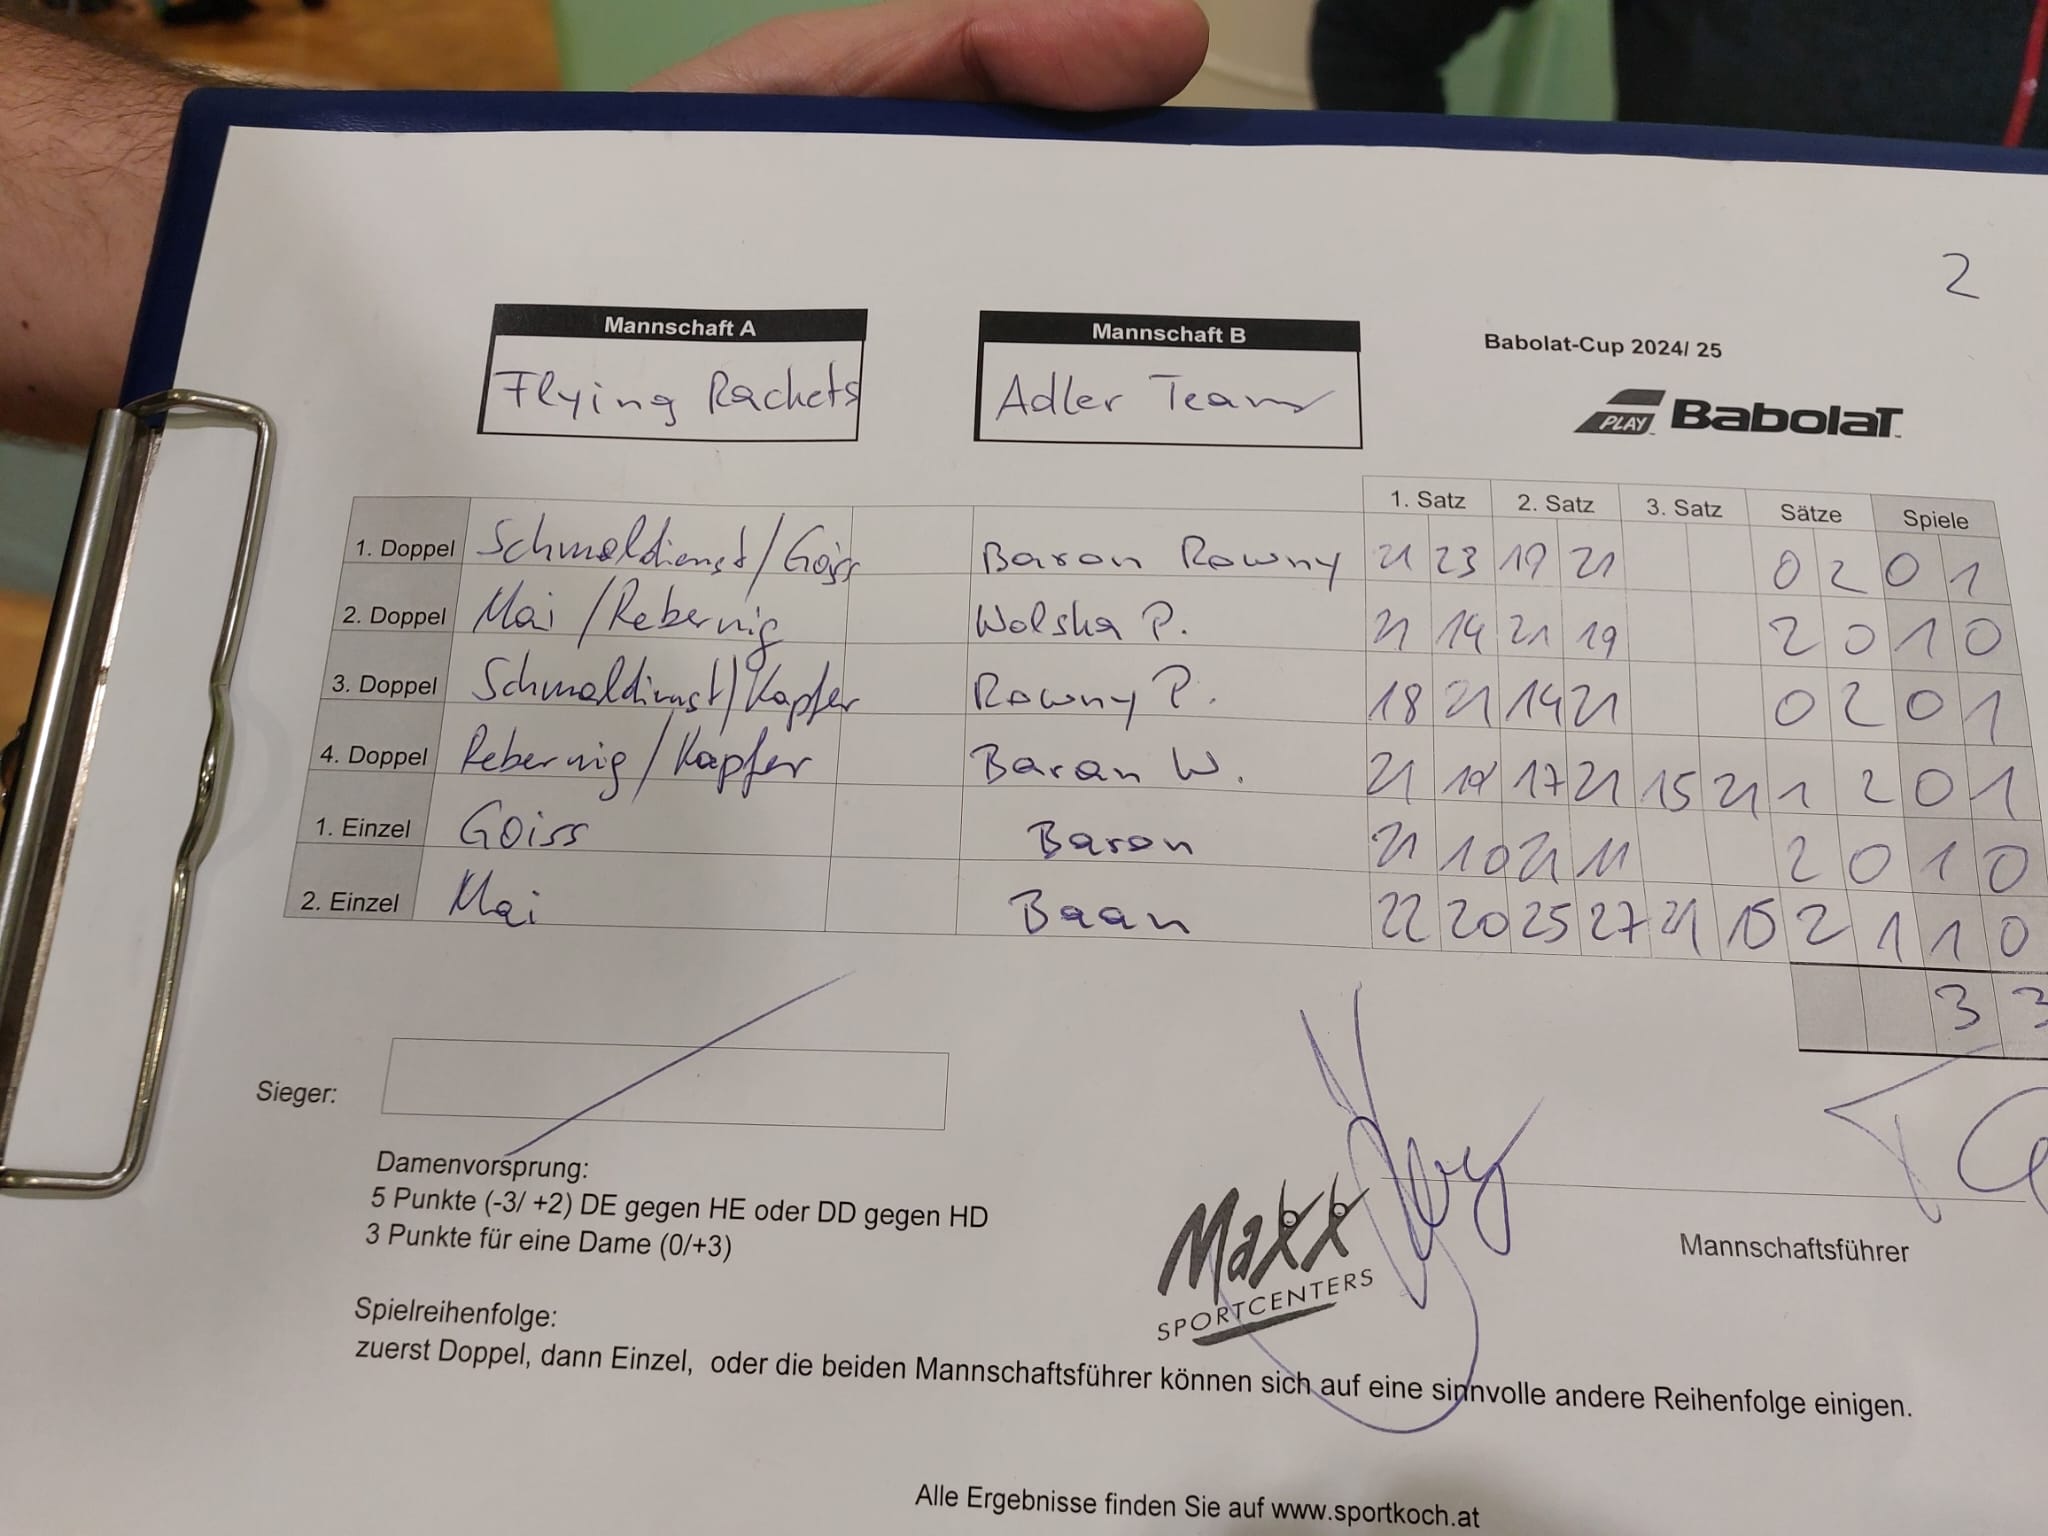 2
Mannschaft A Mannschaft B
Babolat-Cup 2024/ 25
Flying Rackets Adler Team
PLAY BabolaT
1. Satz 2. Satz 3. Satz Sätze Spiele
1. Doppel Schmoldienst/Goiss Baron Rowny 21 23 19 21 0 2 0 1
2. Doppel Mai /Rebernig Wolska P. 21 14 21 19 2 0 1 0
3. Doppel Schmoldienst/Kapfer Rowny P. 18 21 14 21 0 2 0 1
4. Doppel Rebernig/Kapfer Baran W. 21 19 17 21 15 21 1 2 0 1
1. Einzel Goiss Baron 21 10 21 11 2 0 1 0
2. Einzel Mai Baan 22 20 25 27 21 15 2 1 1 0
3 3
Sieger:
Damenvorsprung:
5 Punkte (-3/ +2) DE gegen HE oder DD gegen HD
3 Punkte für eine Dame (0/+3)
Maxx
SPORTCENTERS
Mannschaftsführer
Spielreihenfolge:
zuerst Doppel, dann Einzel, oder die beiden Mannschaftsführer können sich auf eine sinnvolle andere Reihenfolge einigen.
Alle Ergebnisse finden Sie auf www.sportkoch.at